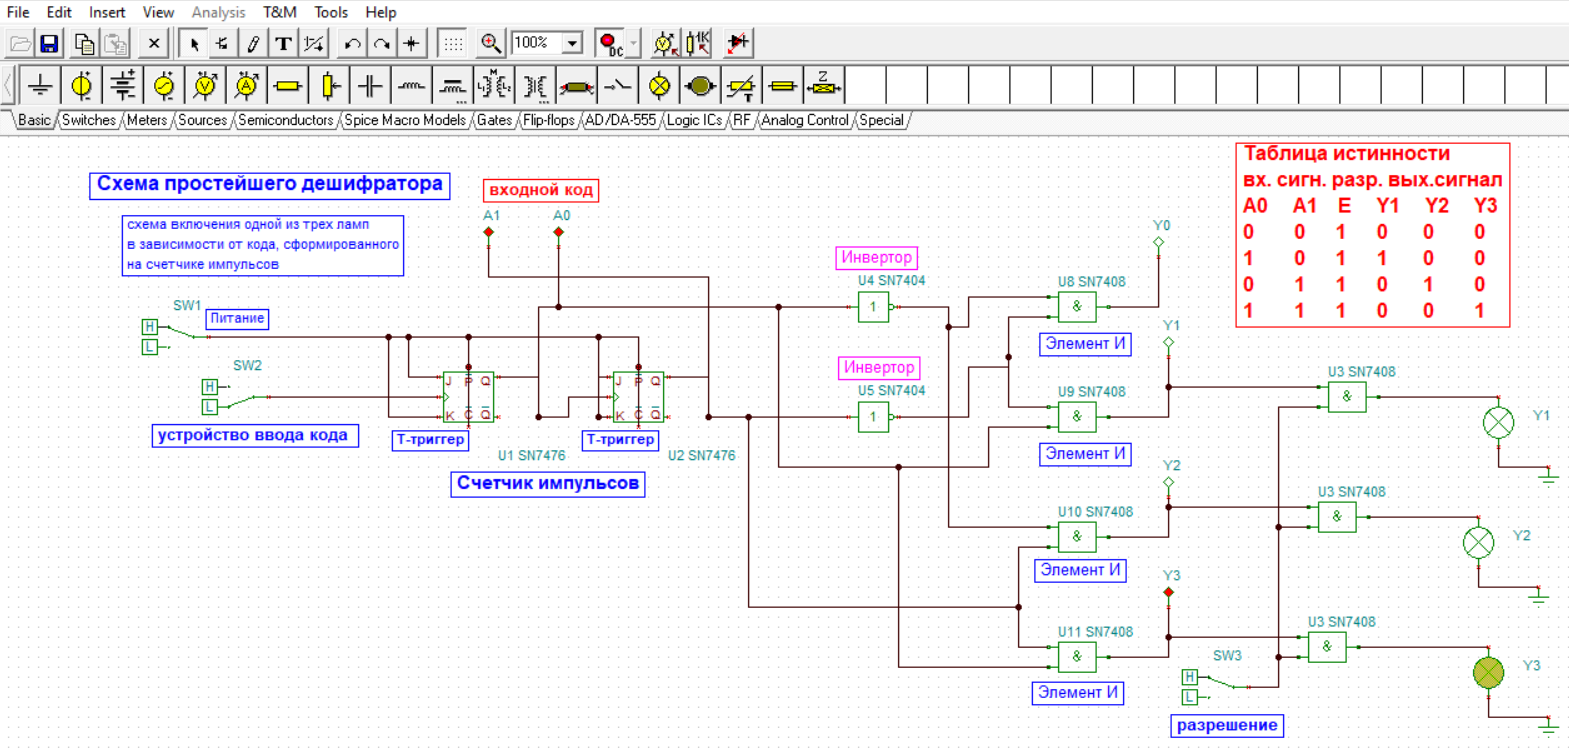 File Edit Insert View Analysis T&M Tools Help
DC 100% 1K
Basic Switches Meters Sources Semiconductors Spice Macro Models Gates Flip-flops AD/DA-555 Logic ICs RF Analog Control Special
Схема простейшего дешифратора
схема включения одной из трех ламп
в зависимости от кода, сформированного
на счетчике импульсов
входной код
A1 A0
SW1
Питание
H
L
SW2
H
L
устройство ввода кода
J P Q
K C Q
Т-триггер
U1 SN7476
J P Q
K C Q
Т-триггер
U2 SN7476
Счетчик импульсов
Инвертор
U4 SN7404
1
Инвертор
U5 SN7404
1
Y0
U8 SN7408
&
Элемент И
Y1
U9 SN7408
&
Элемент И
Y2
U10 SN7408
&
Элемент И
Y3
U11 SN7408
&
Элемент И
U3 SN7408
&
Y1
U3 SN7408
&
Y2
U3 SN7408
&
Y3
SW3
H
L
разрешение
Таблица истинности
вх. сигн. разр. вых.сигнал
A0 A1 E Y1 Y2 Y3
0 0 1 0 0 0
1 0 1 1 0 0
0 1 1 0 1 0
1 1 1 0 0 1